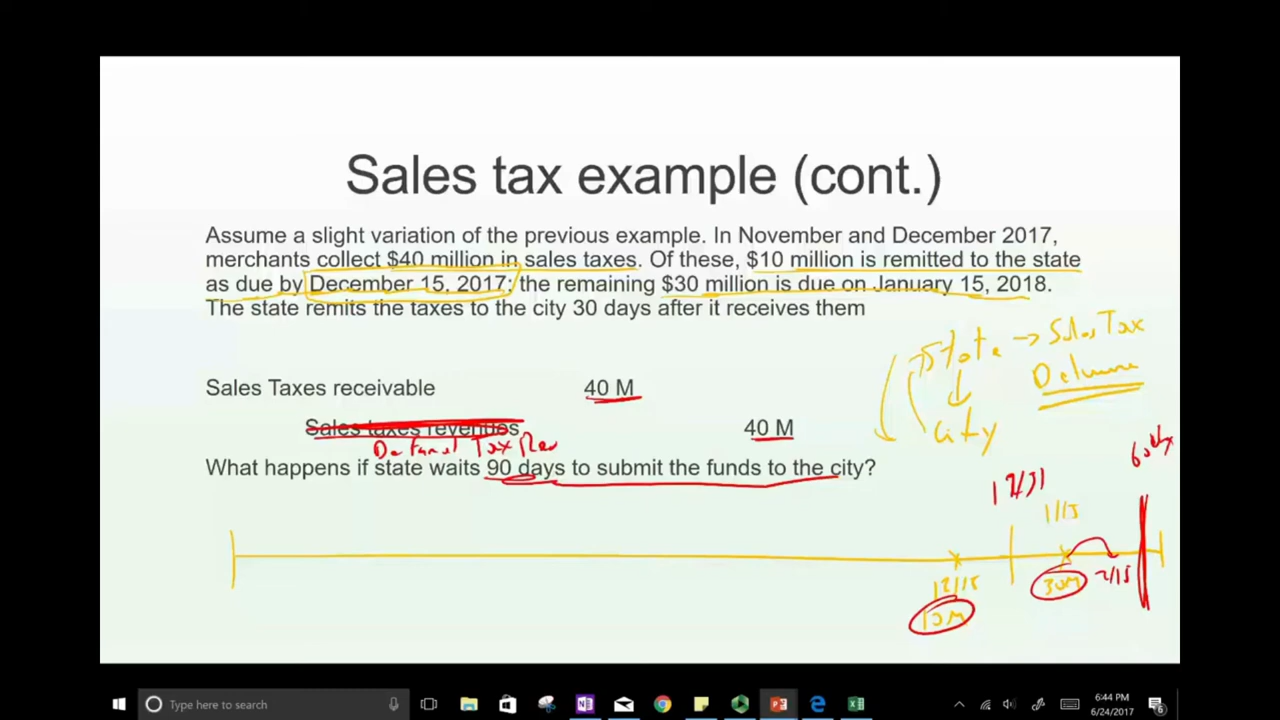 Sales tax example (cont.)
Assume a slight variation of the previous example. In November and December 2017,
merchants collect $40 million in sales taxes. Of these, $10 million is remitted to the state
as due by December 15, 2017; the remaining $30 million is due on January 15, 2018.
The state remits the taxes to the city 30 days after it receives them
State → Sales Tax
City
Sales Taxes receivable 40 M
Sales taxes revenues 40 M
Tax Rev
What happens if state waits 90 days to submit the funds to the city?
12/31
1/15
12/15
10M
30M
2/15
Type here to search
6:44 PM
6/24/2017
6